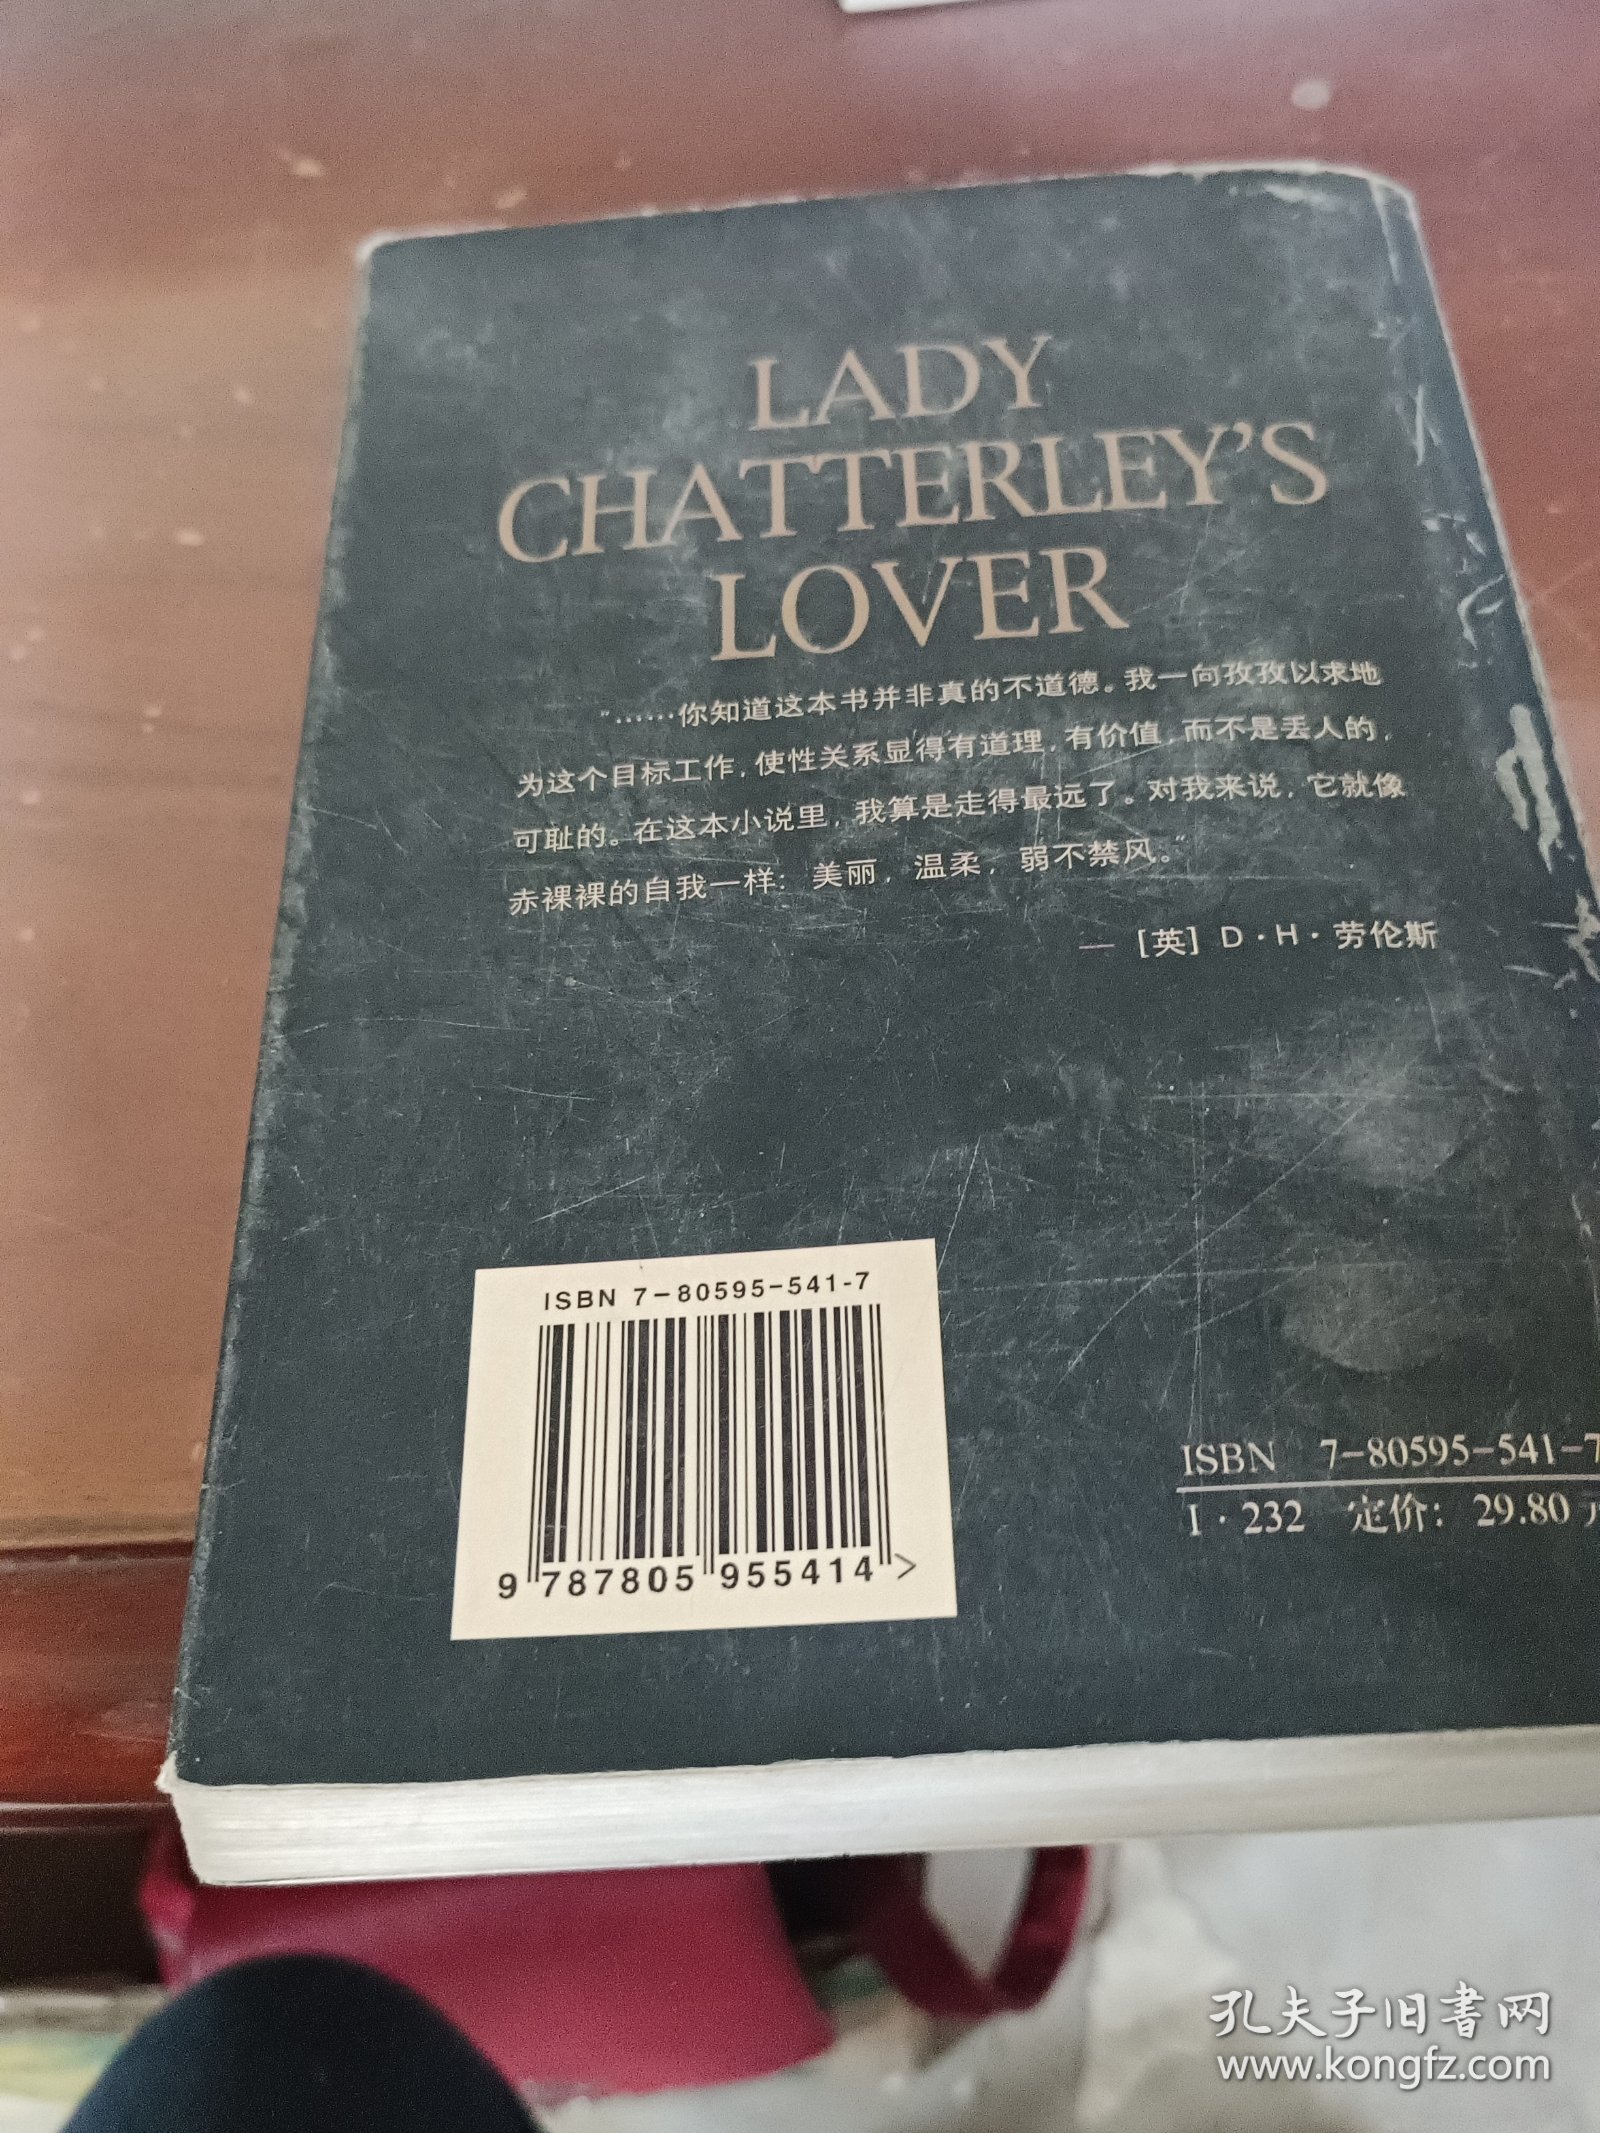 LADY
CHATTERLEY'S
LOVER
“……你知道这本书并非真的不道德。我一向孜孜以求地
为这个目标工作，使性关系显得有道理，有价值，而不是丢人的，
可耻的。在这本小说里，我算是走得最远了。对我来说，它就像
赤裸裸的自我一样：美丽，温柔，弱不禁风。”
— [英] D·H·劳伦斯
ISBN 7-80595-541-7
9 787805 955414 >
ISBN 7-80595-541-7
I·232 定价：29.80 元
孔夫子旧书网
www.kongfz.com